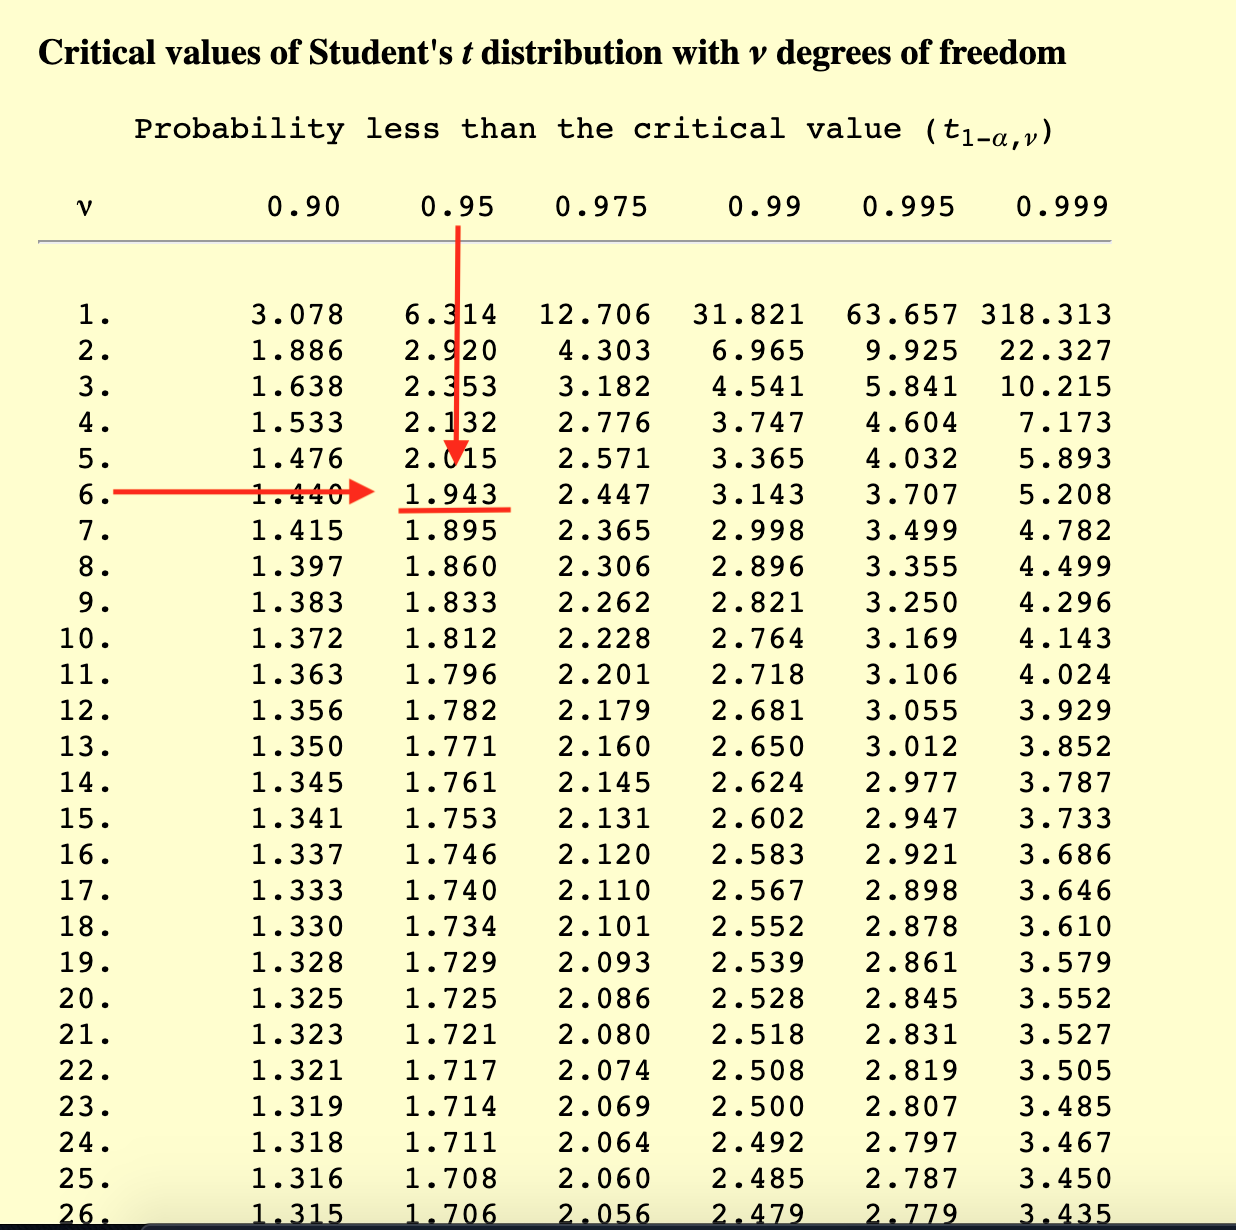 Critical values of Student's t distribution with ν degrees of freedom
Probability less than the critical value (t1-α,ν)
ν 0.90 0.95 0.975 0.99 0.995 0.999
1. 3.078 6.314 12.706 31.821 63.657 318.313
2. 1.886 2.920 4.303 6.965 9.925 22.327
3. 1.638 2.353 3.182 4.541 5.841 10.215
4. 1.533 2.132 2.776 3.747 4.604 7.173
5. 1.476 2.015 2.571 3.365 4.032 5.893
6. 1.440 1.943 2.447 3.143 3.707 5.208
7. 1.415 1.895 2.365 2.998 3.499 4.782
8. 1.397 1.860 2.306 2.896 3.355 4.499
9. 1.383 1.833 2.262 2.821 3.250 4.296
10. 1.372 1.812 2.228 2.764 3.169 4.143
11. 1.363 1.796 2.201 2.718 3.106 4.024
12. 1.356 1.782 2.179 2.681 3.055 3.929
13. 1.350 1.771 2.160 2.650 3.012 3.852
14. 1.345 1.761 2.145 2.624 2.977 3.787
15. 1.341 1.753 2.131 2.602 2.947 3.733
16. 1.337 1.746 2.120 2.583 2.921 3.686
17. 1.333 1.740 2.110 2.567 2.898 3.646
18. 1.330 1.734 2.101 2.552 2.878 3.610
19. 1.328 1.729 2.093 2.539 2.861 3.579
20. 1.325 1.725 2.086 2.528 2.845 3.552
21. 1.323 1.721 2.080 2.518 2.831 3.527
22. 1.321 1.717 2.074 2.508 2.819 3.505
23. 1.319 1.714 2.069 2.500 2.807 3.485
24. 1.318 1.711 2.064 2.492 2.797 3.467
25. 1.316 1.708 2.060 2.485 2.787 3.450
26. 1.315 1.706 2.056 2.479 2.779 3.435